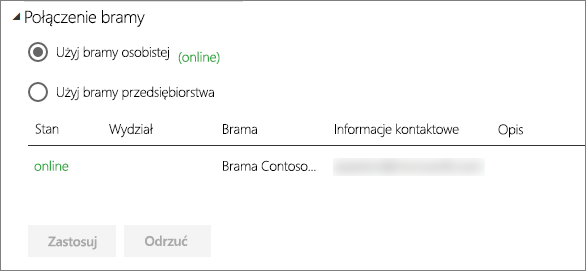 Połączenie bramy
Użyj bramy osobistej (online)
Użyj bramy przedsiębiorstwa
Stan Wydział Brama Informacje kontaktowe Opis
online Brama Contoso...
Zastosuj Odrzuć